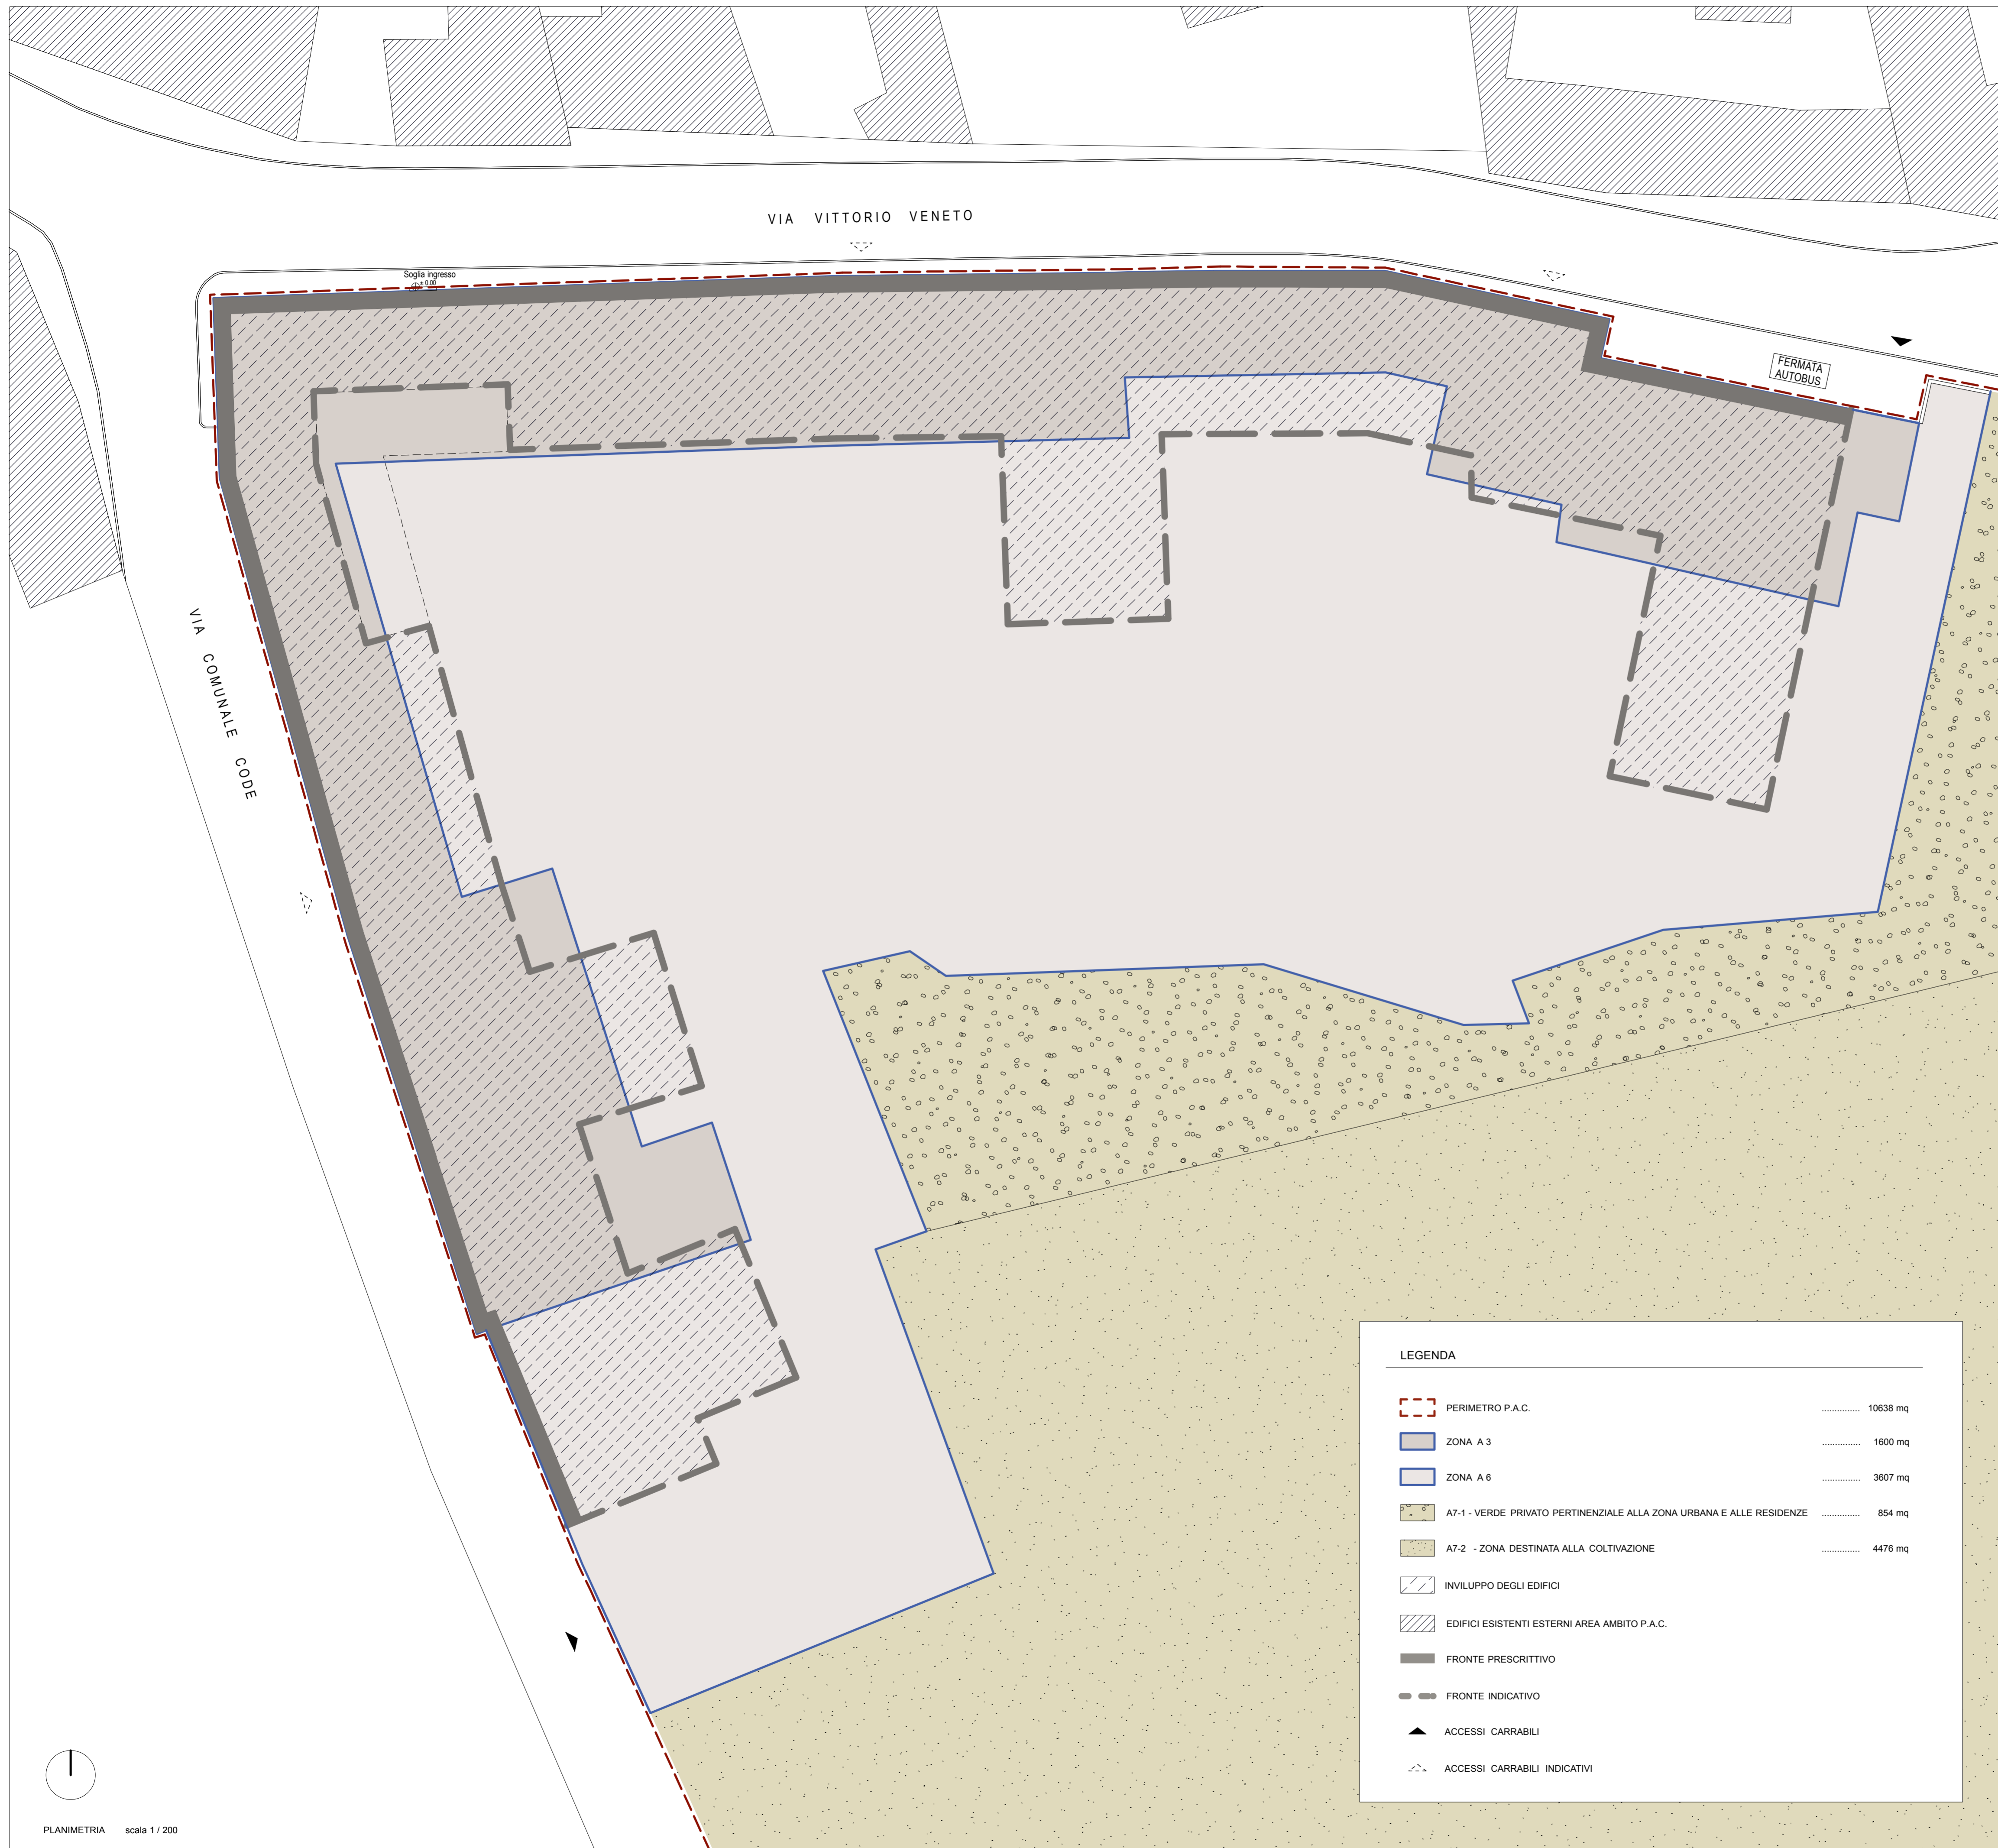 VIA VITTORIO VENETO
Soglia ingresso
± 0.00
FERMATA
AUTOBUS
VIA COMUNALE CODE
LEGENDA
PERIMETRO P.A.C. ............... 10638 mq
ZONA A 3 ............... 1600 mq
ZONA A 6 ............... 3607 mq
A7-1 - VERDE PRIVATO PERTINENZIALE ALLA ZONA URBANA E ALLE RESIDENZE ............... 854 mq
A7-2 - ZONA DESTINATA ALLA COLTIVAZIONE ............... 4476 mq
INVILUPPO DEGLI EDIFICI
EDIFICI ESISTENTI ESTERNI AREA AMBITO P.A.C.
FRONTE PRESCRITTIVO
FRONTE INDICATIVO
ACCESSI CARRABILI
ACCESSI CARRABILI INDICATIVI
PLANIMETRIA scala 1 / 200